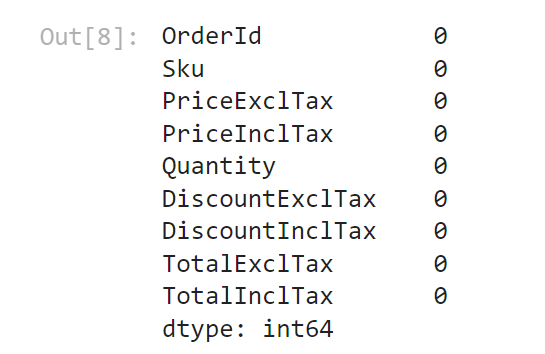 Out[8]: OrderId 0
Sku 0
PriceExclTax 0
PriceInclTax 0
Quantity 0
DiscountExclTax 0
DiscountInclTax 0
TotalExclTax 0
TotalInclTax 0
dtype: int64